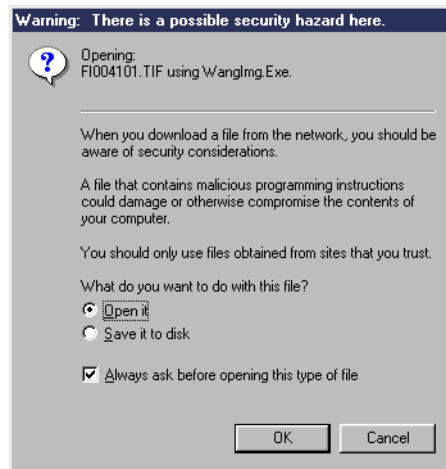 Warning: There is a possible security hazard here.
?
Opening:
FI004101.TIF using WangImg.Exe.
When you download a file from the network, you should be
aware of security considerations.
A file that contains malicious programming instructions
could damage or otherwise compromise the contents of
your computer.
You should only use files obtained from sites that you trust.
What do you want to do with this file?
Open it
Save it to disk
Always ask before opening this type of file
OK Cancel